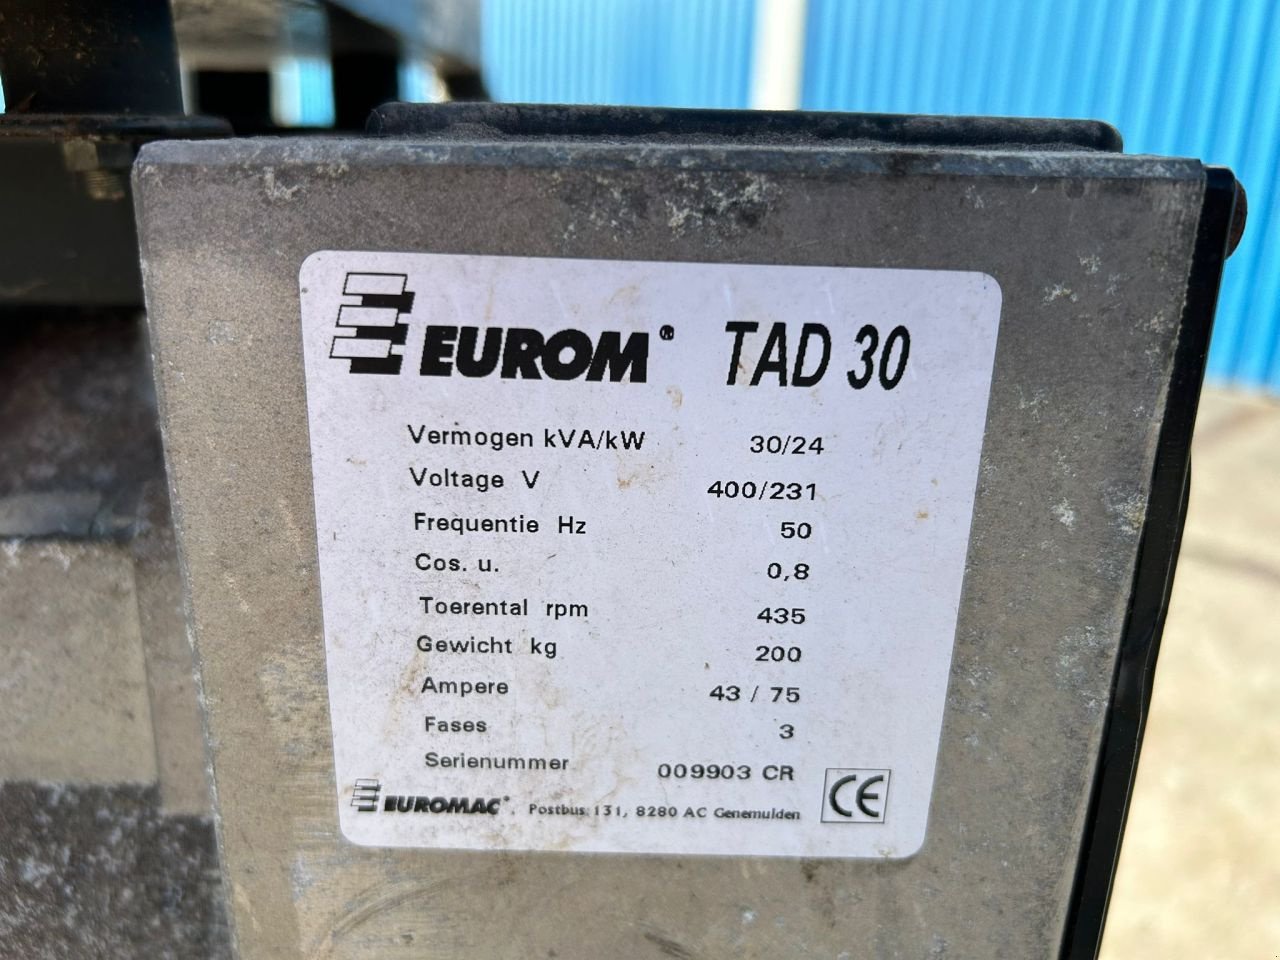 EUROM® TAD 30
Vermogen kVA/kW 30/24
Voltage V 400/231
Frequentie Hz 50
Cos. u. 0,8
Toerental rpm 435
Gewicht kg 200
Ampere 43 / 75
Fases 3
Serienummer 009903 CR
EUROMAC®. Postbus 131, 8280 AC Genemuiden CE